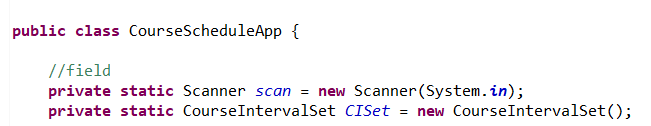 public class CourseScheduleApp {
//field
private static Scanner scan = new Scanner(System.in);
private static CourseIntervalSet CISet = new CourseIntervalSet();